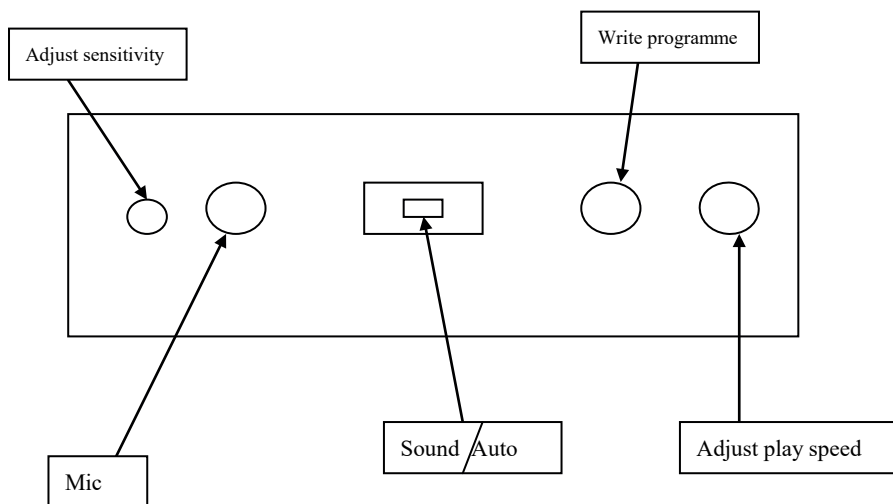 Write programme
Adjust sensitivity
Sound / Auto
Adjust play speed
Mic